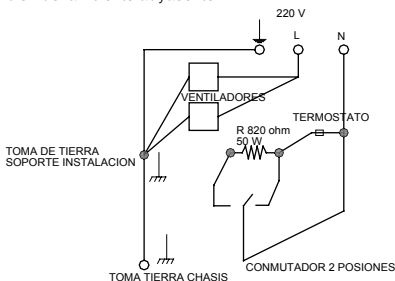 220 V
L
N
VENTILADORES
TERMOSTATO
R 820 ohm
50 W
TOMA DE TIERRA
SOPORTE INSTALACION
CONMUTADOR 2 POSIONES
TOMA TIERRA CHASIS